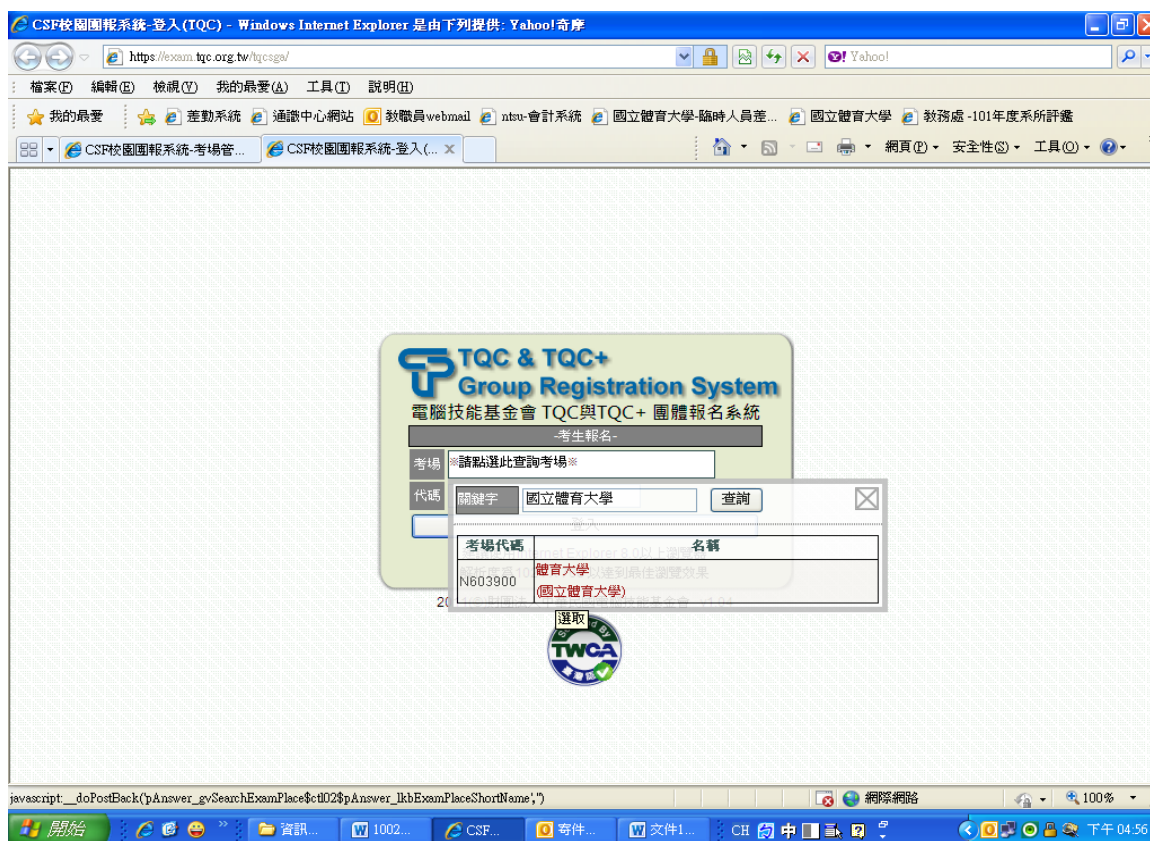 CSF校園團報系統-登入(TQC) - Windows Internet Explorer 是由下列提供: Yahoo!奇摩
https://exam.tqc.org.tw/tqcsga/
Yahoo!
檔案(F) 編輯(E) 檢視(V) 我的最愛(A) 工具(T) 說明(H)
我的最愛 差勤系統 通識中心網站 教職員webmail ntsu-會計系統 國立體育大學-臨時人員差... 國立體育大學 教務處-101年度系所評鑑
CSF校園團報系統-考場管... CSF校園團報系統-登入(... 網頁(P) 安全性(S) 工具(O)
TQC & TQC+
Group Registration System
電腦技能基金會 TQC與TQC+ 團體報名系統
-考生報名-
考場 ※請點選此查詢考場※
代碼
關鍵字 國立體育大學 查詢
登入
考場代碼 名稱
N603900 體育大學
(國立體育大學)
選取
Secured By
TWCA
javascript:__doPostBack('pAnswer_gvSearchExamPlace$ctl02$pAnswer_lkbExamPlaceShortName','')
網際網路 100%
開始 資訊... 1002... CSF... 寄件... 文件1... CH 中 下午 04:56